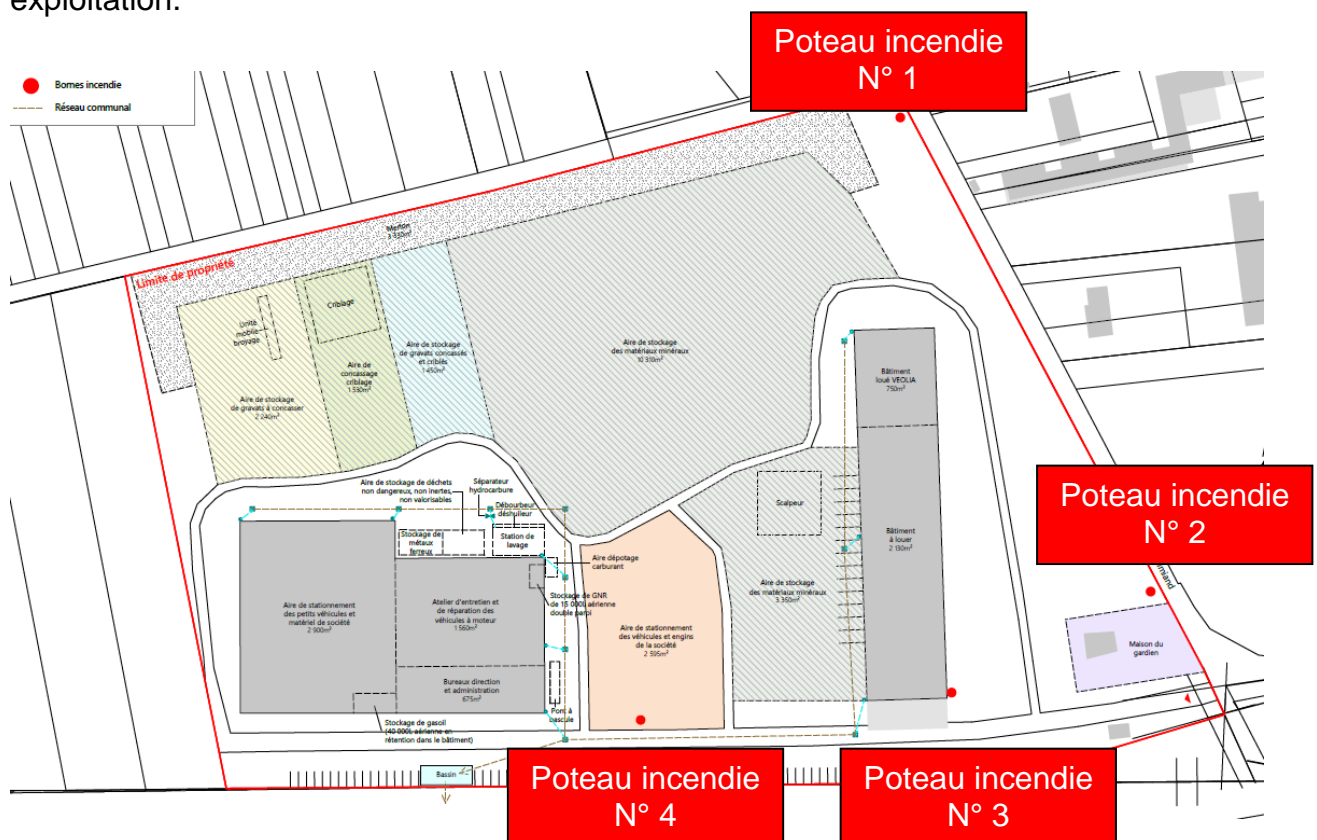 exploitation.
Poteau incendie
N° 1
Bornes incendie
Réseau communal
Merlon
3 330m²
Limite de propriété
Criblage
Unité
mobile
broyage
Aire de stockage
de gravats concassés
et criblés
1 450m²
Aire de stockage
des matériaux minéraux
10 310m²
Aire de
concassage
criblage
1 530m²
Aire de stockage
de gravats à concasser
2 240m²
Bâtiment
loué VEOLIA
750m²
Poteau incendie
N° 2
Aire de stockage de déchets
non dangereux, non inertes,
non valorisables
Séparateur
hydrocarbure
Débourbeur
déshuileur
Stockage de
métaux
ferreux
Station de
lavage
Scalpeur
Bâtiment
à louer
2 130m²
Aire dépotage
carburant
Stockage de GNR
de 15 000L aérienne
double paroi
Aire de stockage
des matériaux minéraux
3 350m²
Aire de stationnement
des petits véhicules et
matériel de société
2 900m²
Atelier d'entretien et
de réparation des
véhicules à moteur
1 560m²
Aire de stationnement
des véhicules et engins
de la société
2 595m²
Maison du
gardien
Bureaux direction
et administration
675m²
Pont à
bascule
Stockage de gasoil
(40 000L aérienne en
rétention dans le bâtiment)
Bassin
Poteau incendie
N° 4
Poteau incendie
N° 3